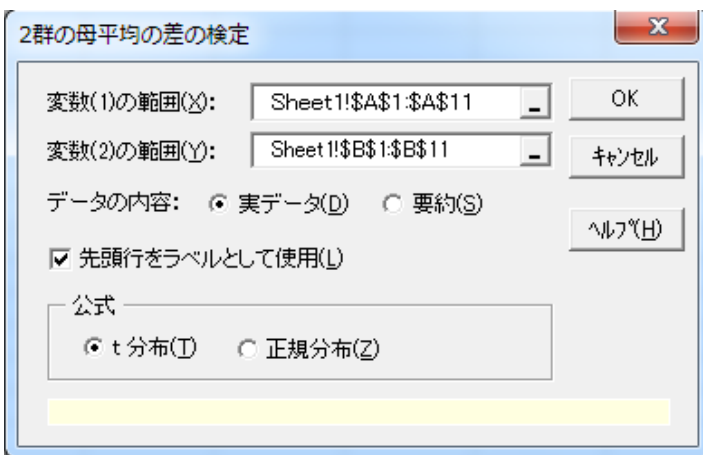 2群の母平均の差の検定
変数(1)の範囲(X): Sheet1!$A$1:$A$11 OK
変数(2)の範囲(Y): Sheet1!$B$1:$B$11 キャンセル
データの内容: 実データ(D) 要約(S)
ヘルプ(H)
先頭行をラベルとして使用(L)
公式
t 分布(T) 正規分布(Z)